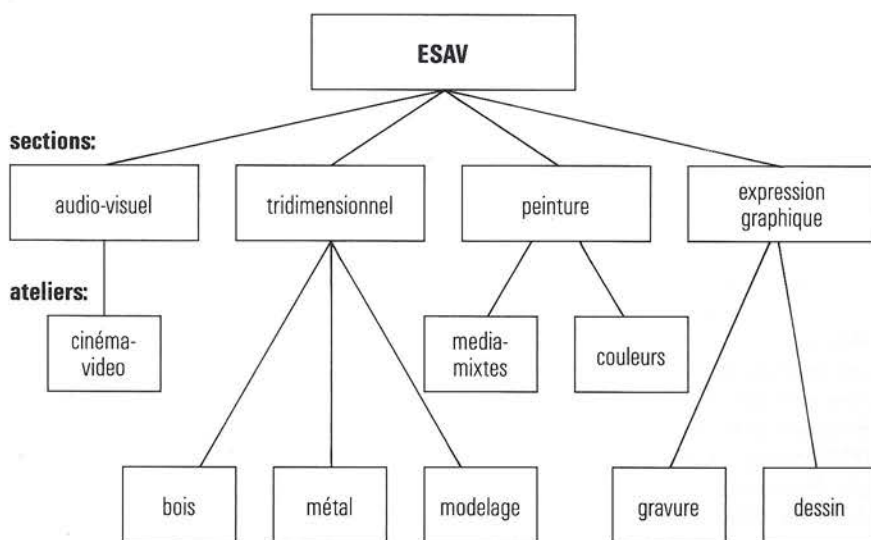 ESAV
sections:
audio-visuel
tridimensionnel
peinture
expression
graphique
ateliers:
cinéma-
video
media-
mixtes
couleurs
bois
métal
modelage
gravure
dessin